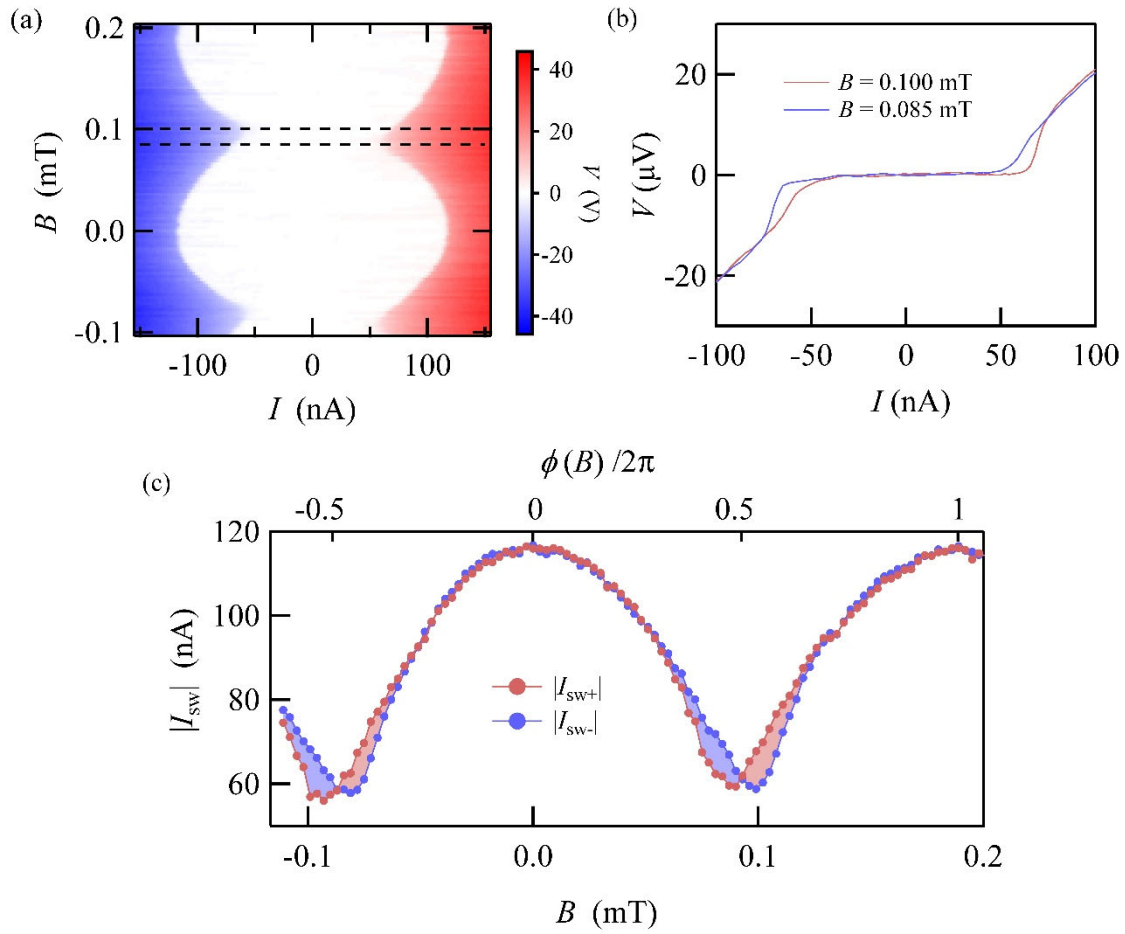 (a)
0.2
0.1
0.0
-0.1
B (mT)
-100
0
100
I (nA)
40
20
0
-20
-40
V (V)
(b)
B = 0.100 mT
B = 0.085 mT
20
0
-20
V (μV)
-100
-50
0
50
100
I (nA)
(c)
ϕ (B) /2π
-0.5
0
0.5
1
120
100
80
60
|Isw| (nA)
|Isw+|
|Isw-|
-0.1
0.0
0.1
0.2
B (mT)